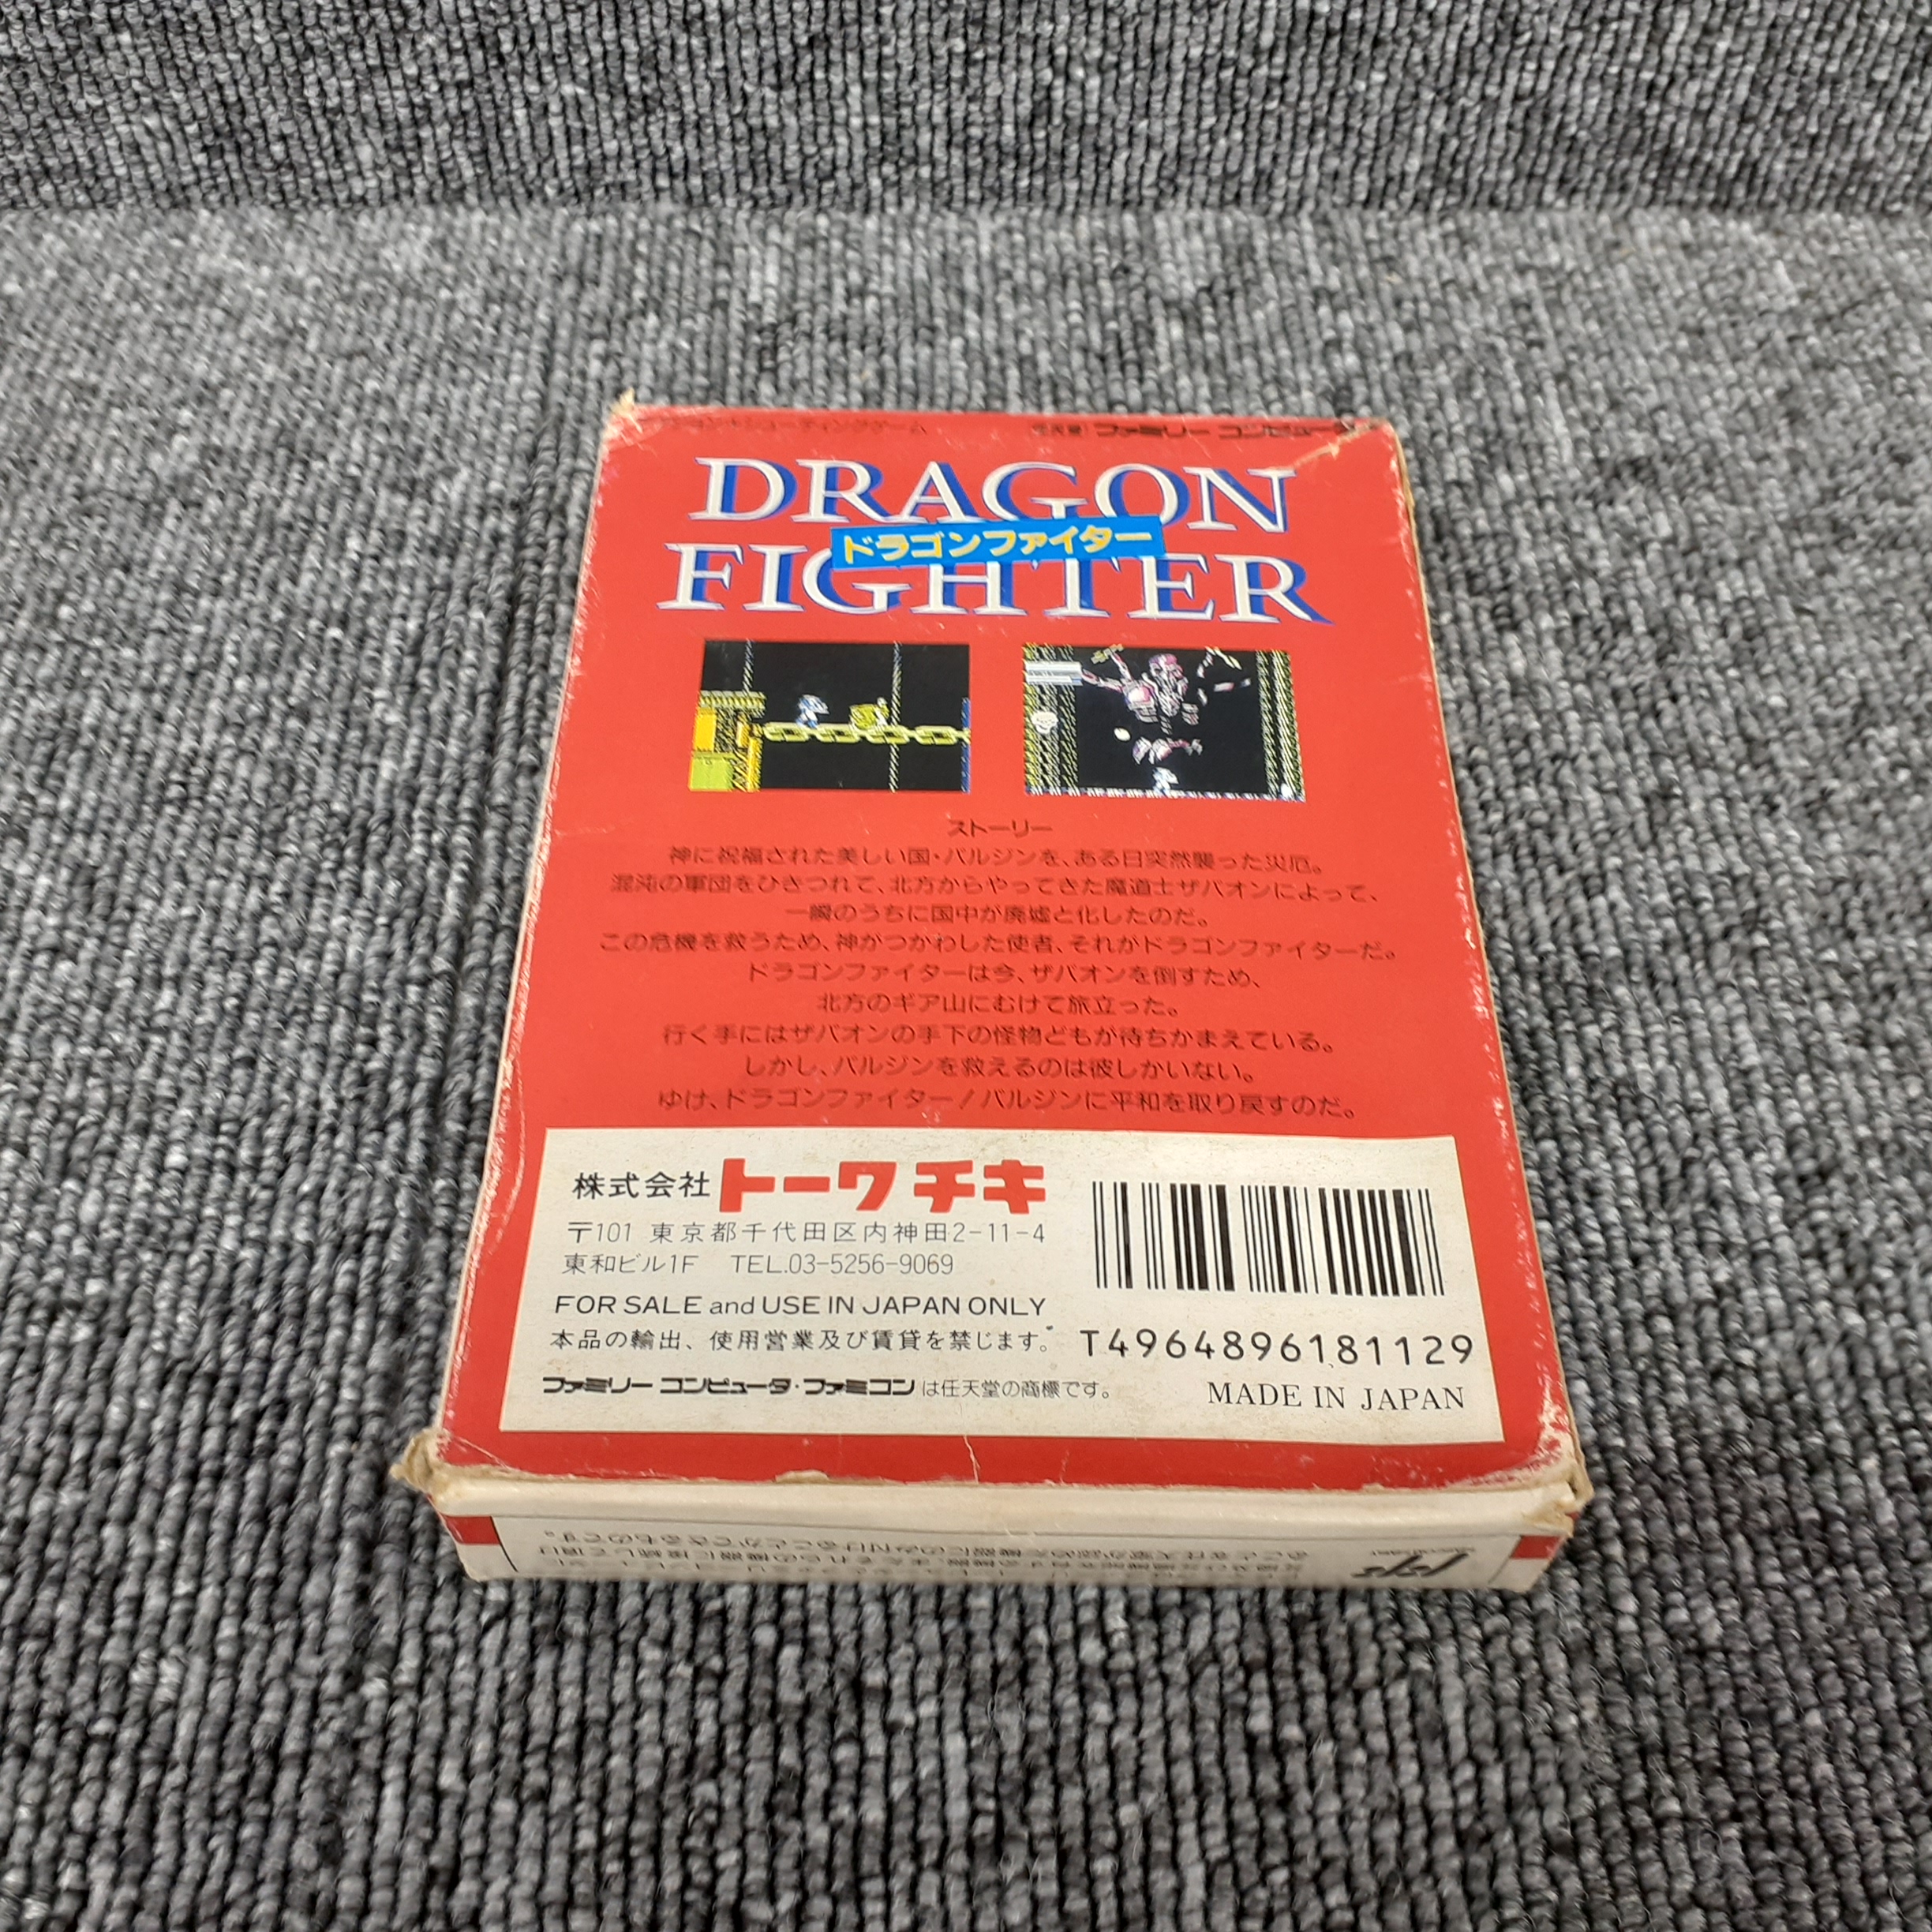 シューティングゲーム
ファミリー コンピュータ
DRAGON
ドラゴンファイター
FIGHTER
ストーリー
神に祝福された美しい国・バルジンを、ある日突然襲った災厄。
混沌の軍団をひきつれて、北方からやってきた魔道士ザバオンによって、
一瞬のうちに国中が廃墟と化したのだ。
この危機を救うため、神がつかわした使者、それがドラゴンファイターだ。
ドラゴンファイターは今、ザバオンを倒すため、
北方のギア山にむけて旅立った。
行く手にはザバオンの手下の怪物どもが待ちかまえている。
しかし、バルジンを救えるのは彼しかいない。
ゆけ、ドラゴンファイター!バルジンに平和を取り戻すのだ。
株式会社 トーワチキ
〒101 東京都千代田区内神田2-11-4
東和ビル1F TEL.03-5256-9069
FOR SALE and USE IN JAPAN ONLY
本品の輸出、使用営業及び賃貸を禁じます。
ファミリー コンピュータ・ファミコン は任天堂の商標です。
T4964896181129
MADE IN JAPAN